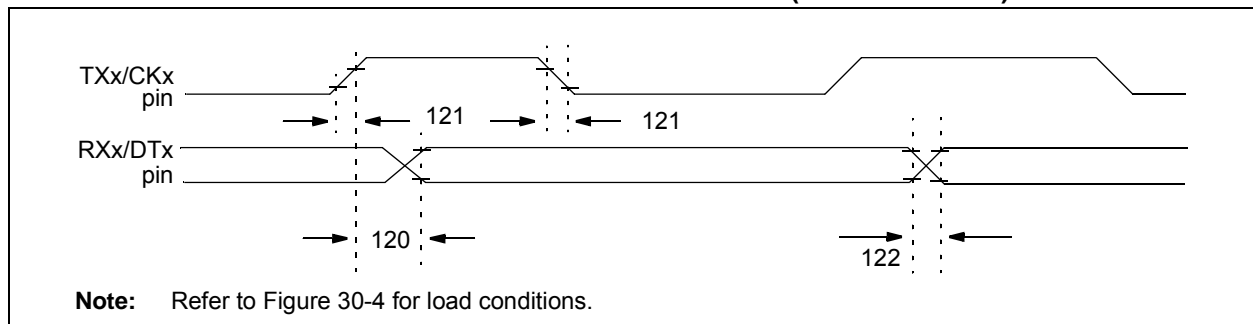 TXx/CKx
pin
121
121
RXx/DTx
pin
120
122
Note: Refer to Figure 30-4 for load conditions.